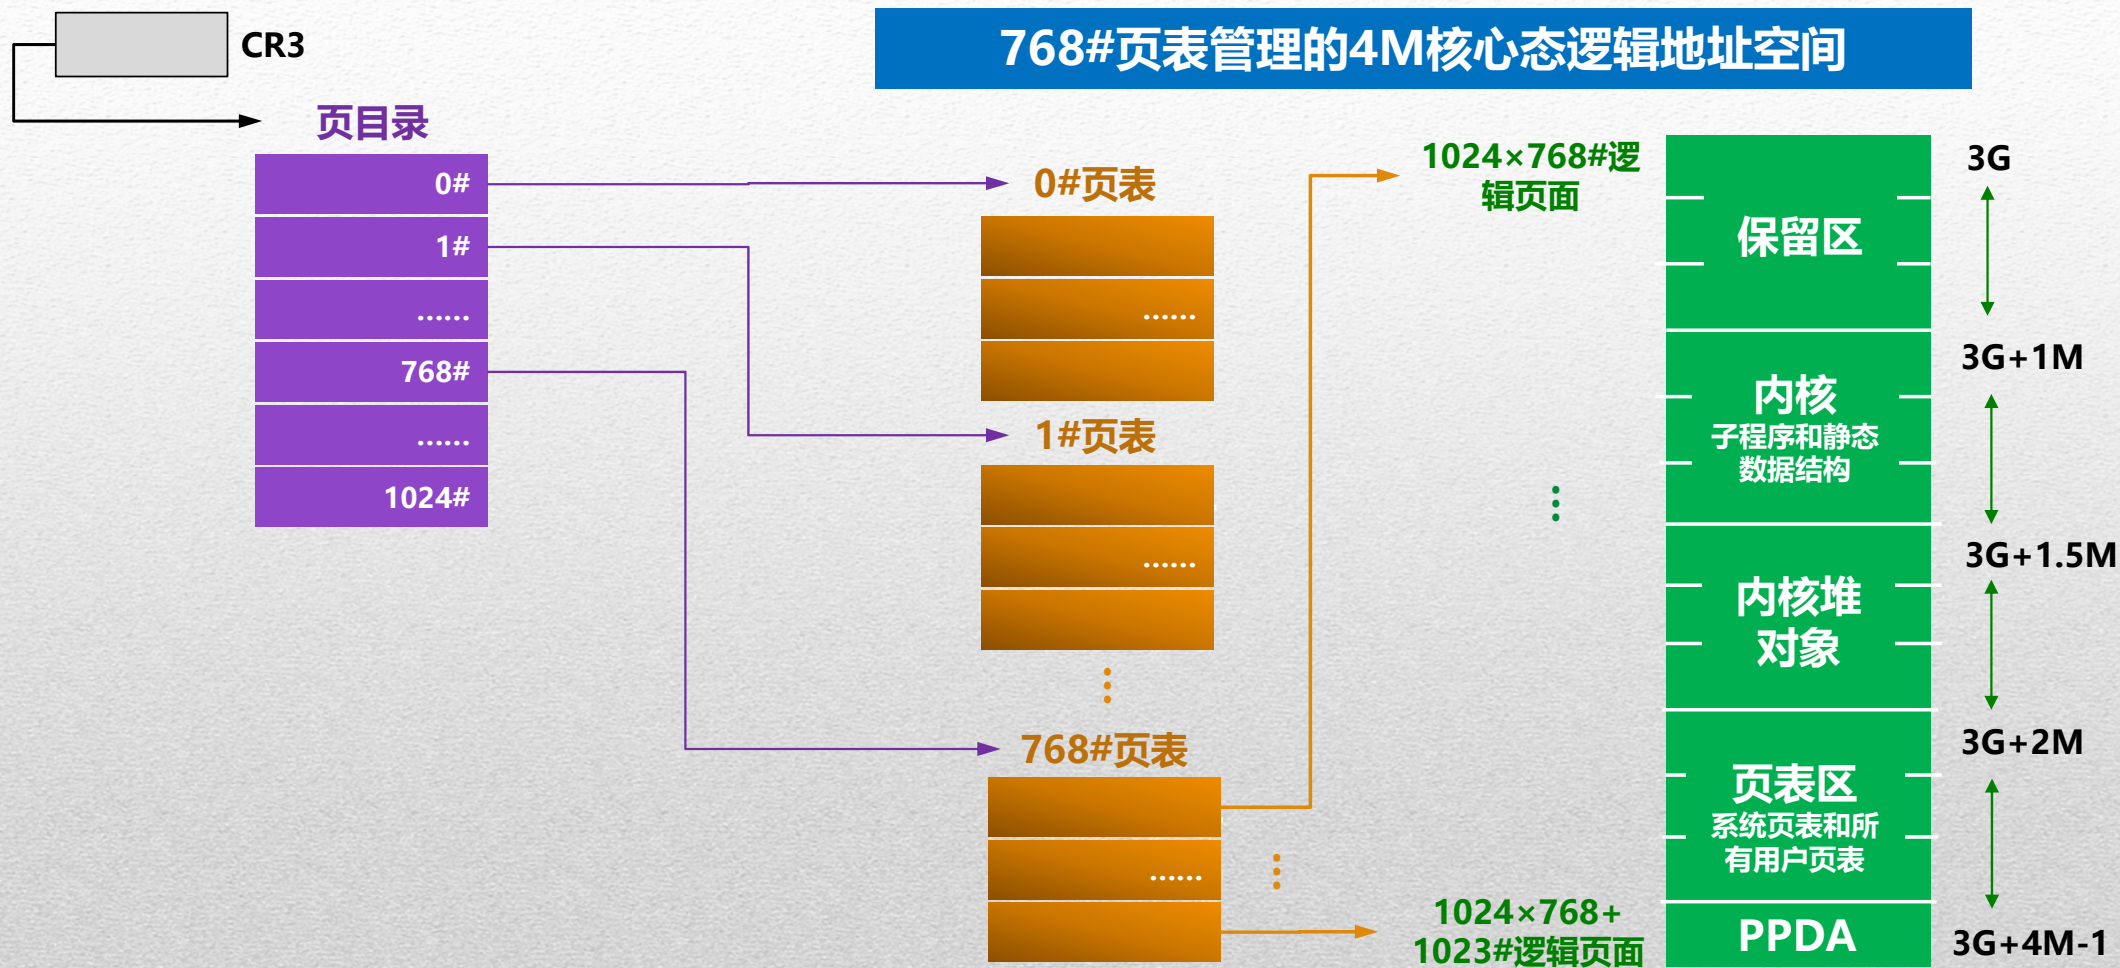 CR3
768#页表管理的4M核心态逻辑地址空间
页目录
0#
1#
......
768#
......
1024#
0#页表
......
1#页表
......
768#页表
......
1024×768#逻
辑页面
1024×768+
1023#逻辑页面
保留区
内核
子程序和静态
数据结构
内核堆
对象
页表区
系统页表和所
有用户页表
PPDA
3G
3G+1M
3G+1.5M
3G+2M
3G+4M-1